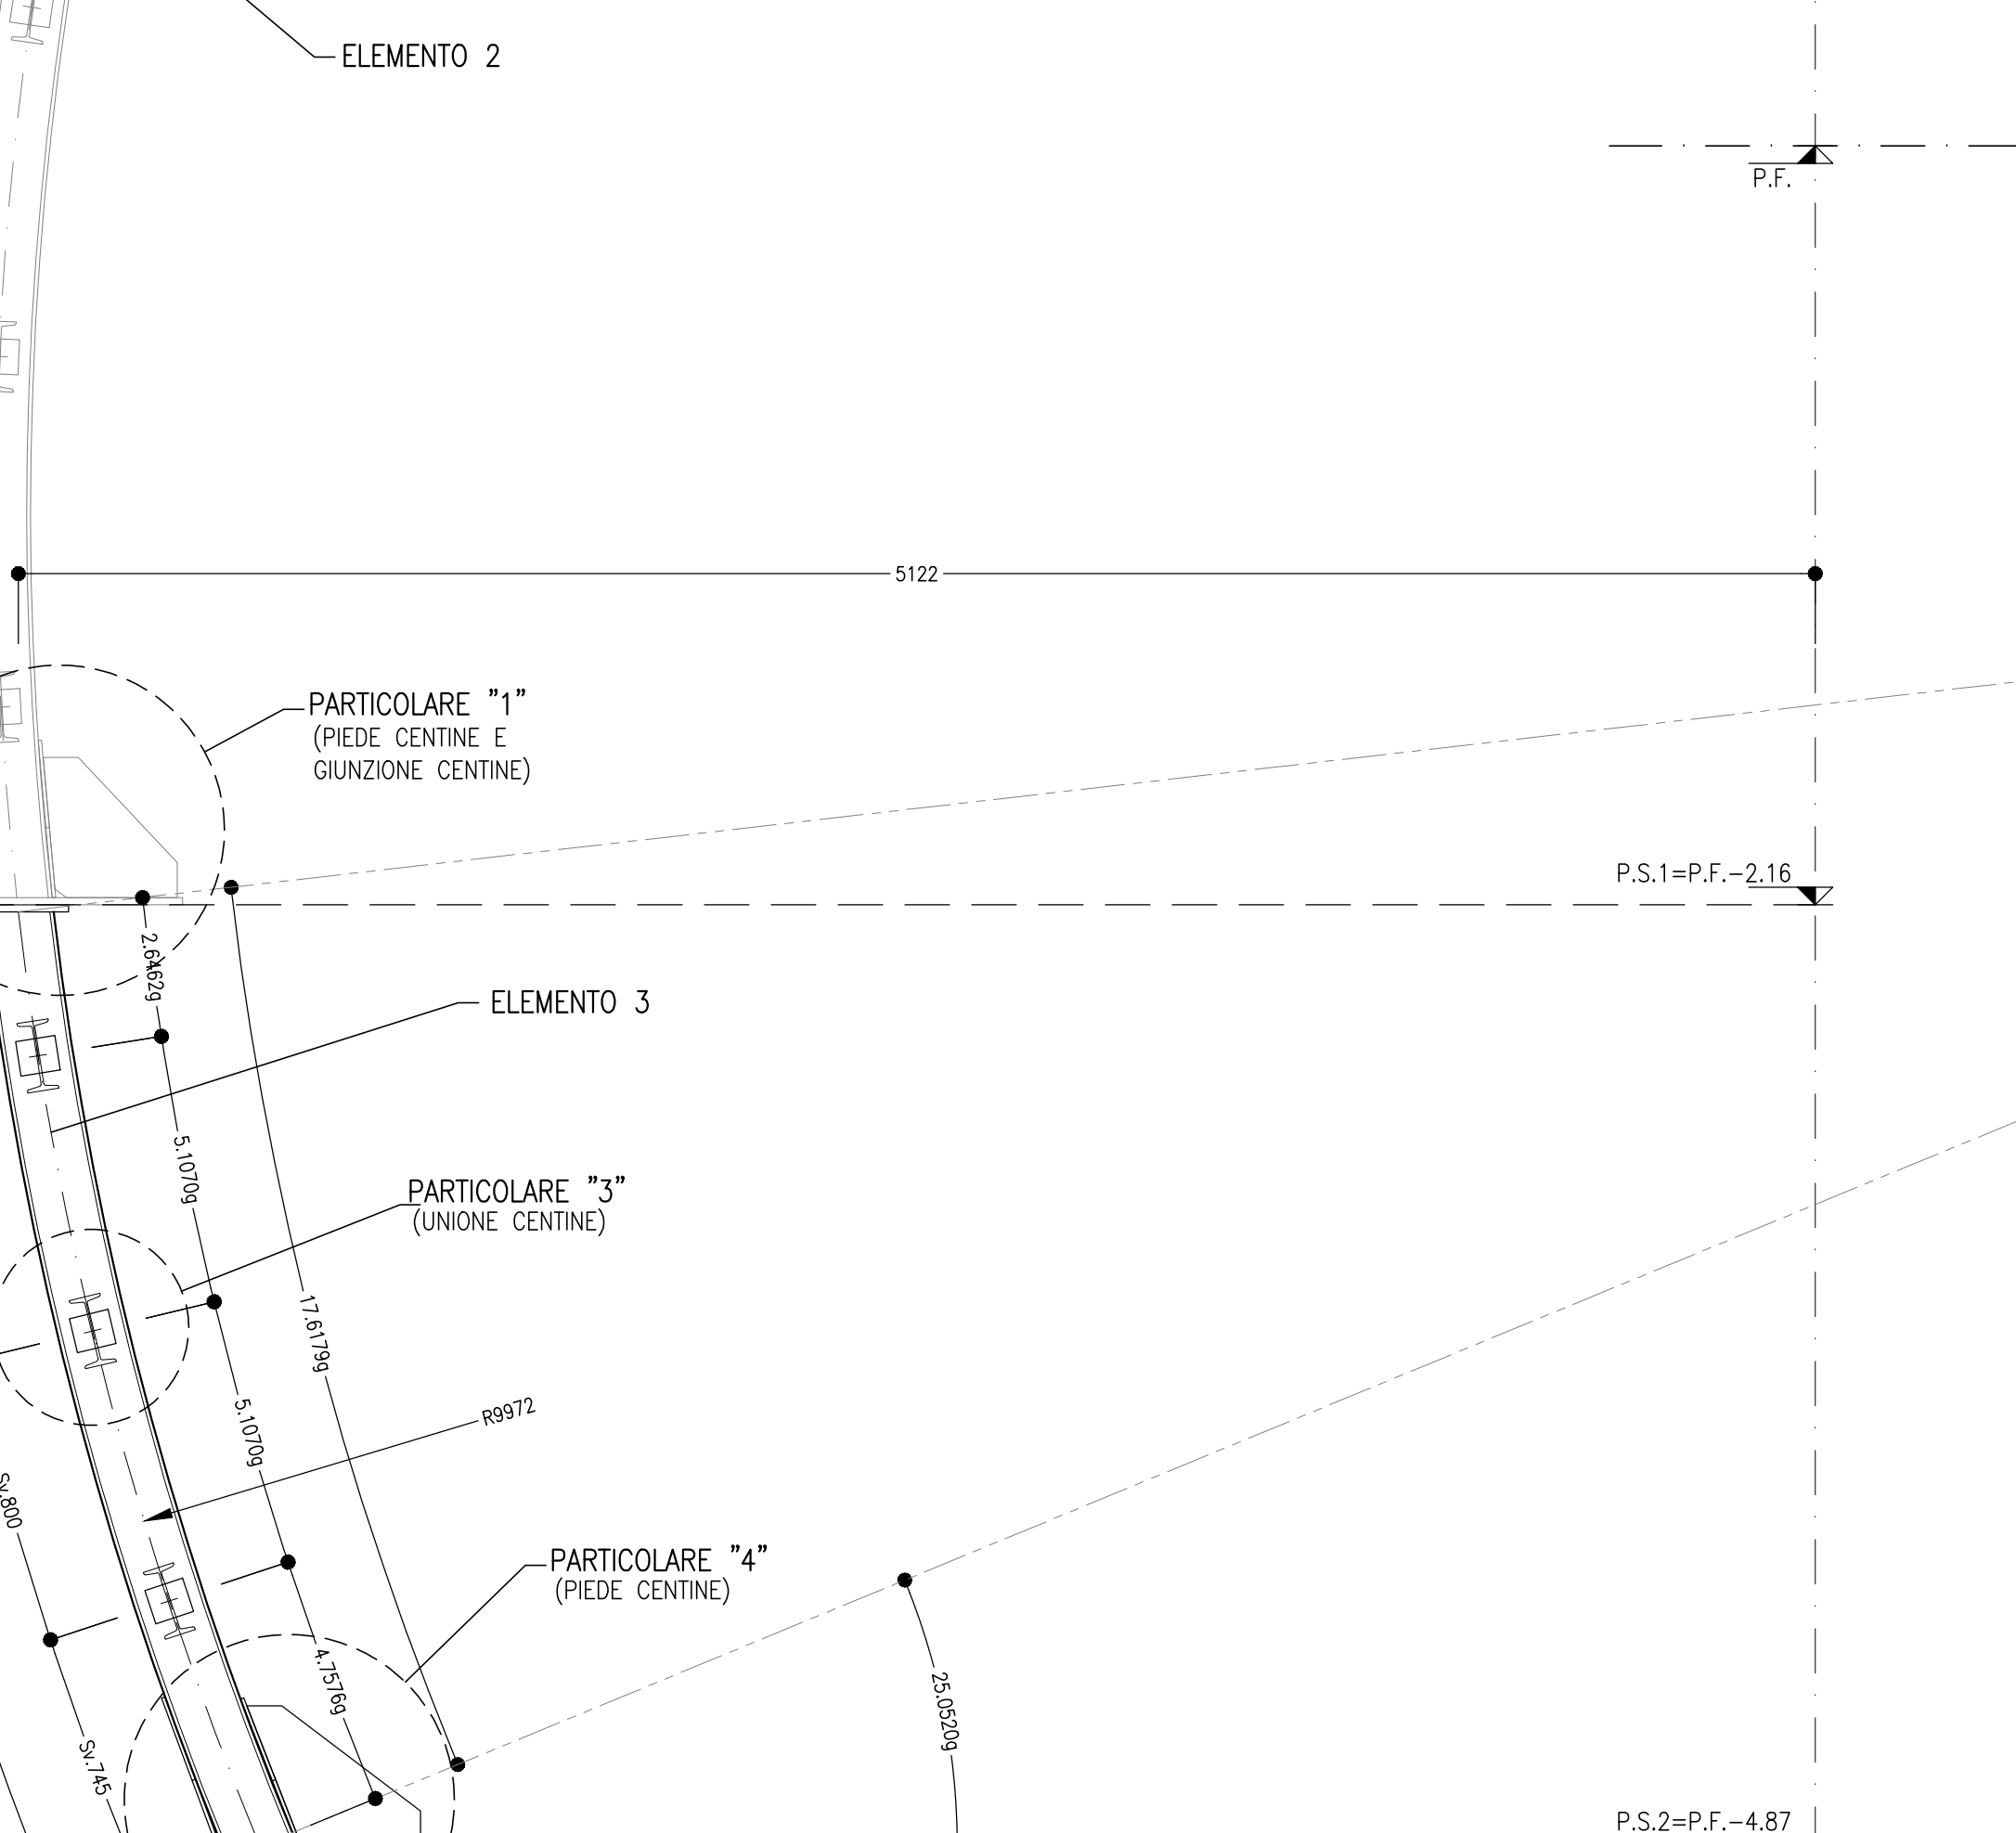 ELEMENTO 2
P.F.
5122
PARTICOLARE "1"
(PIEDE CENTINE E
GIUNZIONE CENTINE)
P.S.1=P.F.-2.16
2.6462g
ELEMENTO 3
5.1070g
PARTICOLARE "3"
(UNIONE CENTINE)
17.6179g
5.1070g
R9972
Sv.800
PARTICOLARE "4"
(PIEDE CENTINE)
4.7576g
25.0520g
Sv.745
P.S.2=P.F.-4.87